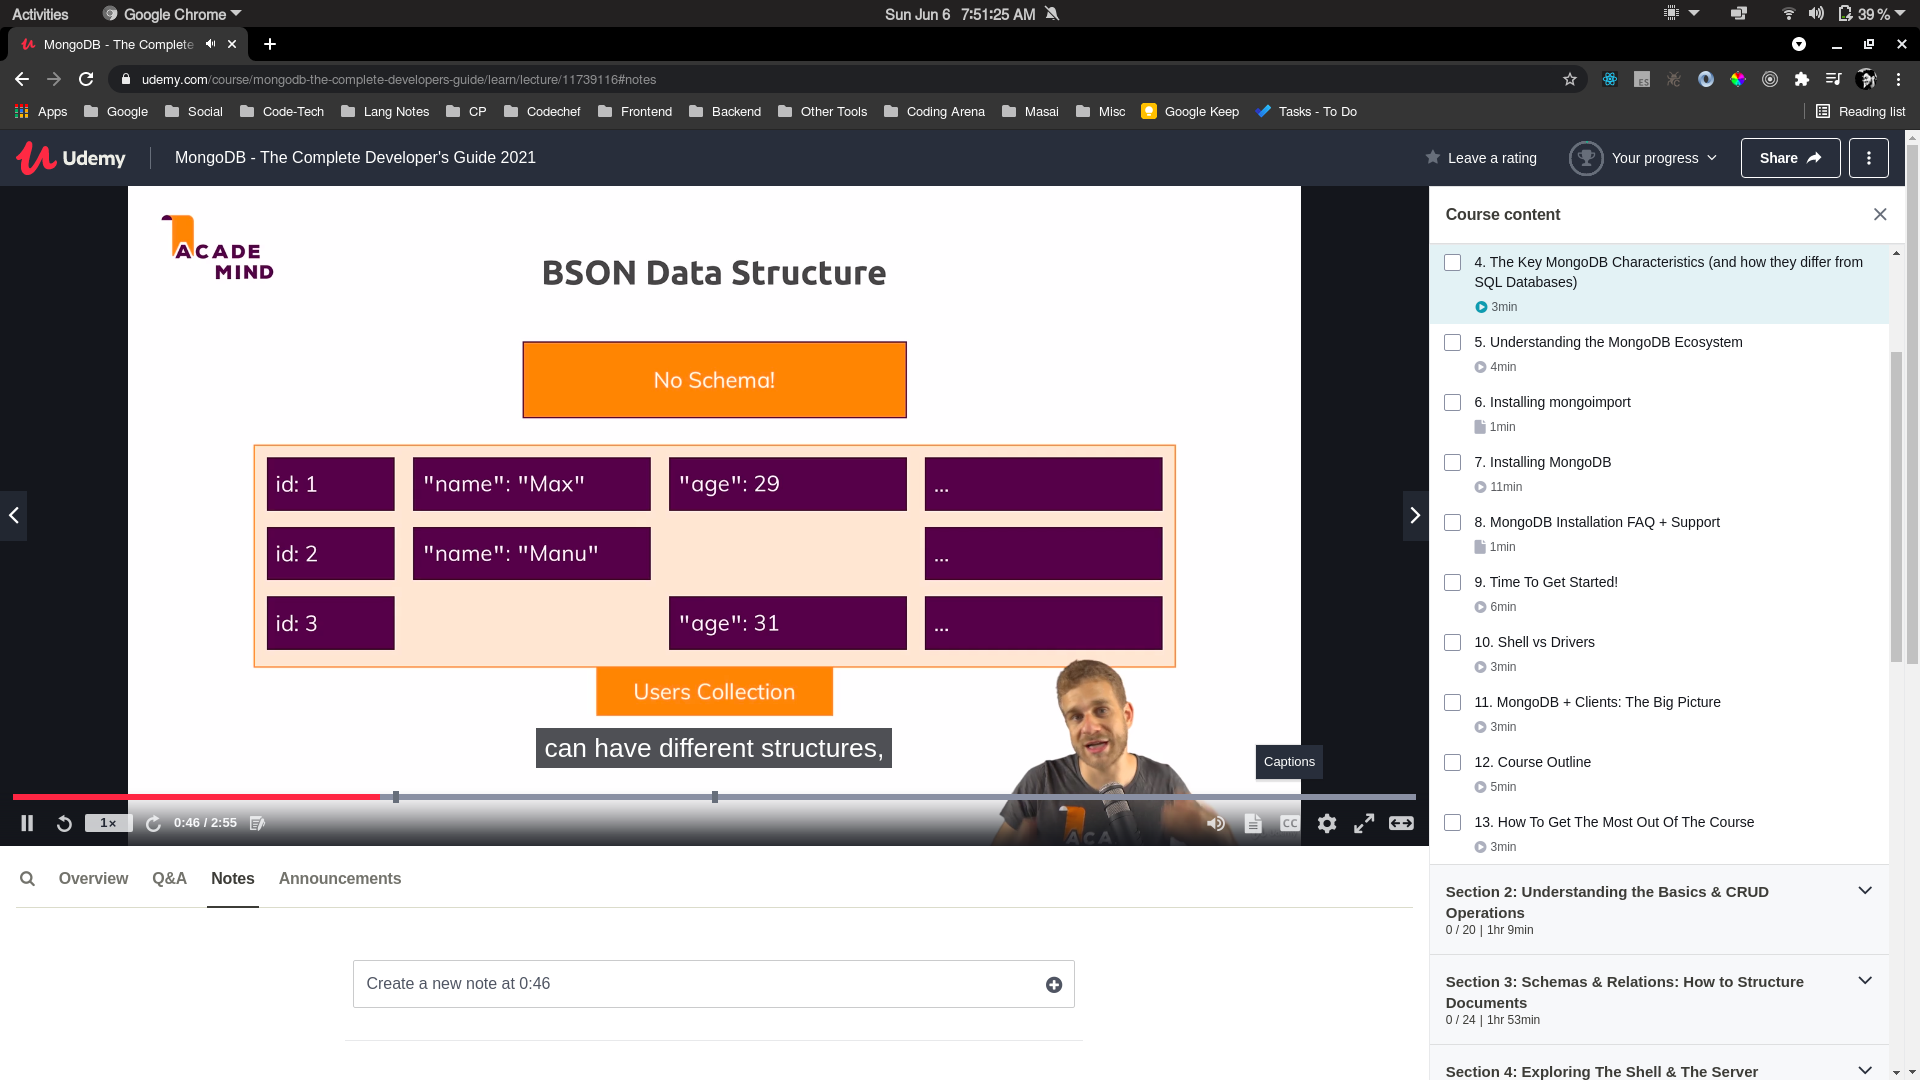 Activities
Google Chrome
Sun Jun 6 7:51:25 AM
39 %
MongoDB - The Complete
udemy.com/course/mongodb-the-complete-developers-guide/learn/lecture/11739116#notes
Apps
Google
Social
Code-Tech
Lang Notes
CP
Codechef
Frontend
Backend
Other Tools
Coding Arena
Masai
Misc
Google Keep
Tasks - To Do
Reading list
Udemy
MongoDB - The Complete Developer's Guide 2021
Leave a rating
Your progress
Share
ACADE
MIND
BSON Data Structure
No Schema!
id: 1 "name": "Max" "age": 29 ...
id: 2 "name": "Manu" ...
id: 3 "age": 31 ...
Users Collection
can have different structures,
Captions
ACA
1×
0:46 / 2:55
CC
Overview
Q&A
Notes
Announcements
Create a new note at 0:46
Course content
4. The Key MongoDB Characteristics (and how they differ from
SQL Databases)
3min
5. Understanding the MongoDB Ecosystem
4min
6. Installing mongoimport
1min
7. Installing MongoDB
11min
8. MongoDB Installation FAQ + Support
1min
9. Time To Get Started!
6min
10. Shell vs Drivers
3min
11. MongoDB + Clients: The Big Picture
3min
12. Course Outline
5min
13. How To Get The Most Out Of The Course
3min
Section 2: Understanding the Basics & CRUD
Operations
0 / 20 | 1hr 9min
Section 3: Schemas & Relations: How to Structure
Documents
0 / 24 | 1hr 53min
Section 4: Exploring The Shell & The Server